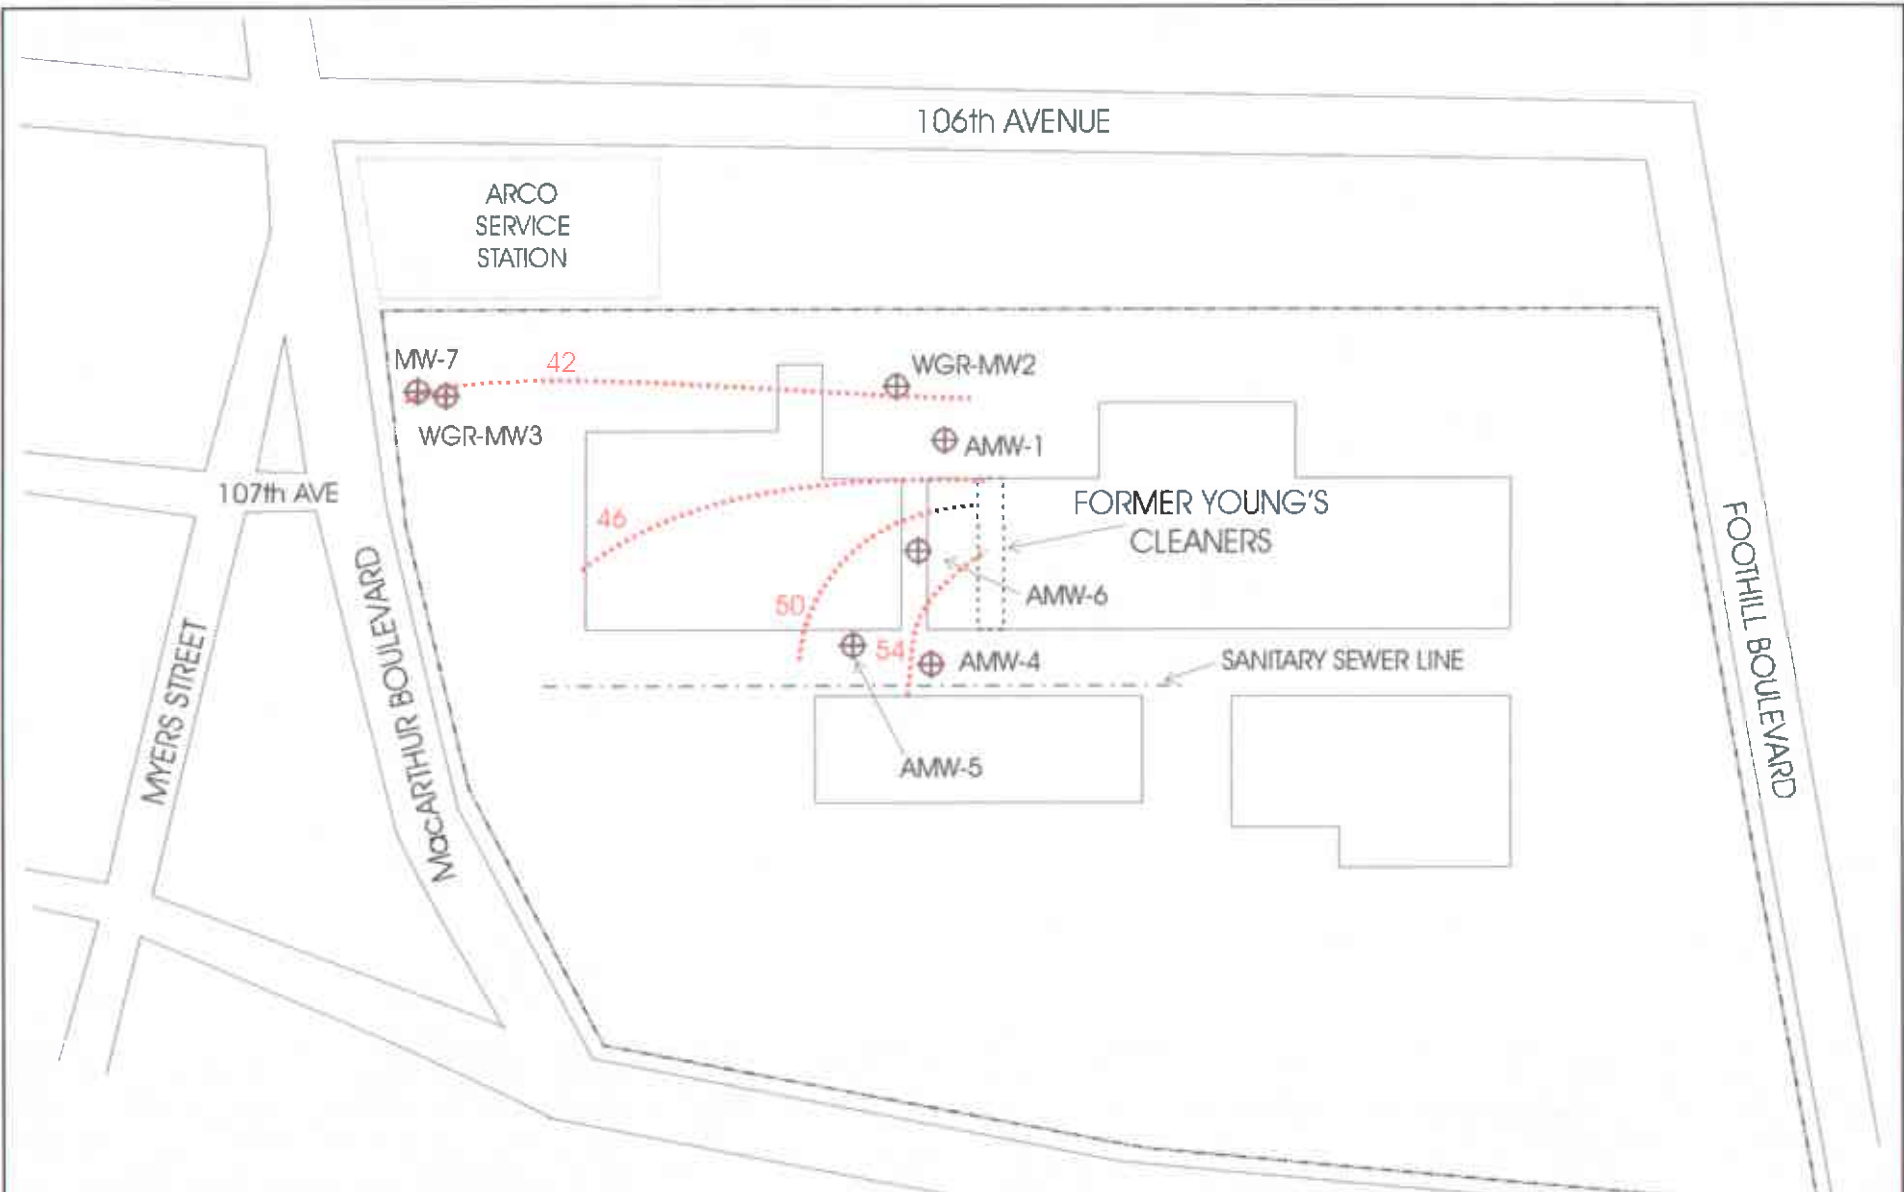 106th AVENUE
ARCO
SERVICE
STATION
MW-7
42
WGR-MW2
WGR-MW3
AMW-1
107th AVE
46
FORMER YOUNG'S
CLEANERS
50
AMW-6
54
AMW-4
SANITARY SEWER LINE
AMW-5
MYERS STREET
MacARTHUR BOULEVARD
FOOTHILL BOULEVARD